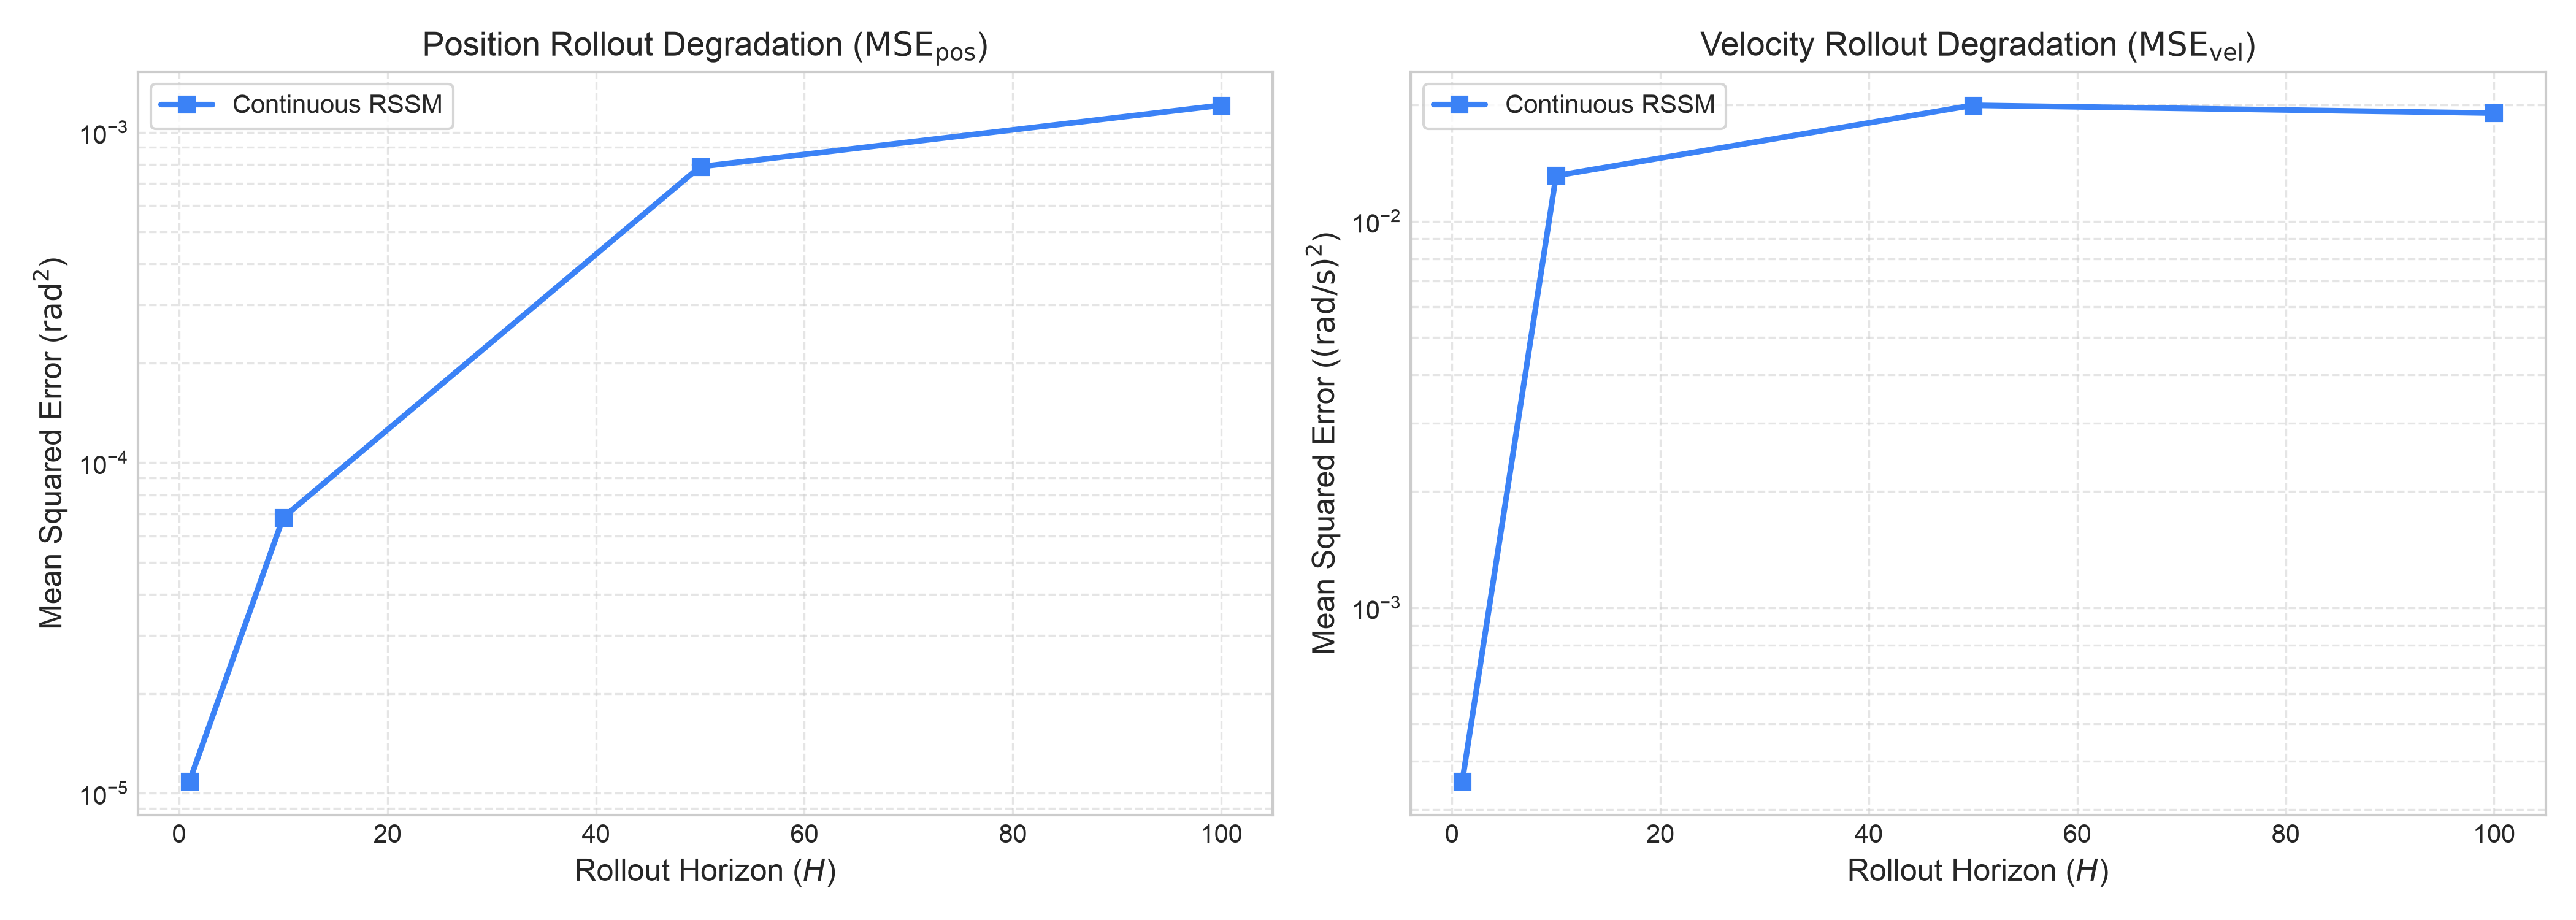 Position Rollout Degradation (MSE_pos)
Continuous RSSM
Mean Squared Error (rad²)
10⁻³
10⁻⁴
10⁻⁵
0 20 40 60 80 100
Rollout Horizon (H)
Velocity Rollout Degradation (MSE_vel)
Continuous RSSM
Mean Squared Error ((rad/s)²)
10⁻²
10⁻³
0 20 40 60 80 100
Rollout Horizon (H)